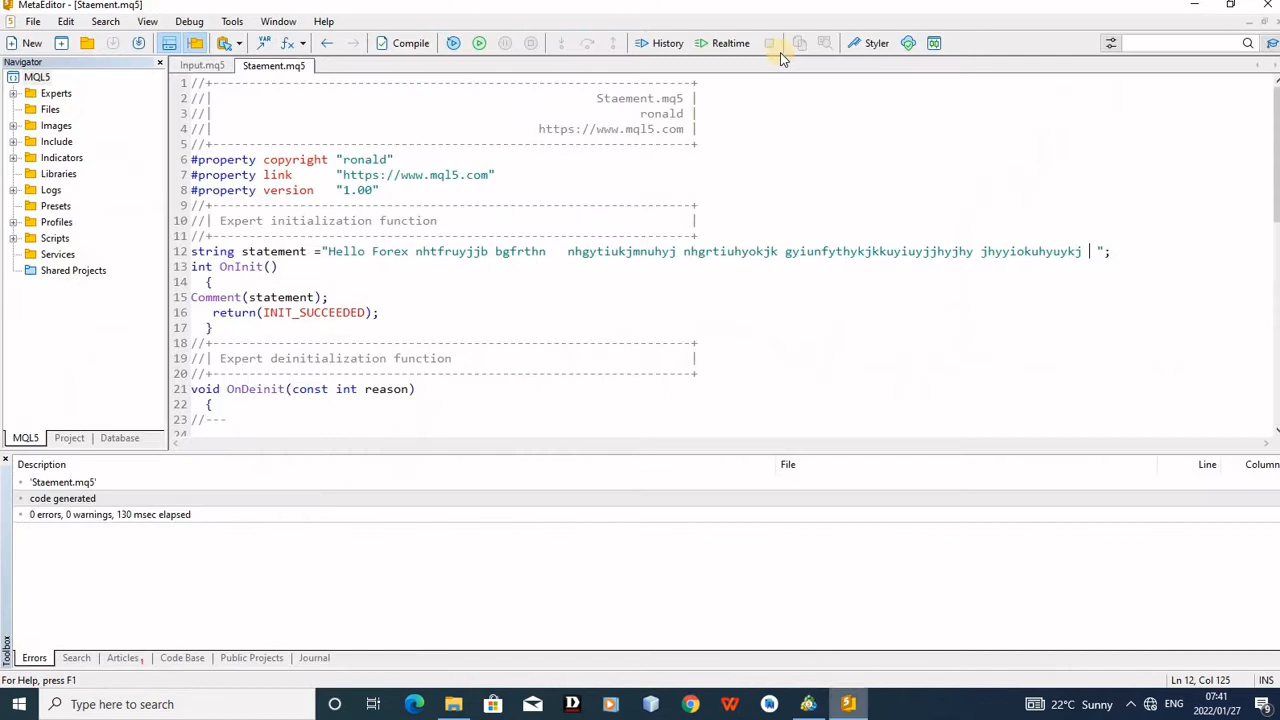 MetaEditor - [Staement.mq5]
File Edit Search View Debug Tools Window Help
New Compile History Realtime Styler
Navigator
MQL5
Experts
Files
Images
Include
Indicators
Libraries
Logs
Presets
Profiles
Scripts
Services
Shared Projects
MQL5 Project Database
Input.mq5 Staement.mq5
1 //+------------------------------------------------------------------+
2 //| Staement.mq5 |
3 //| ronald |
4 //| https://www.mql5.com |
5 //+------------------------------------------------------------------+
6 #property copyright "ronald"
7 #property link "https://www.mql5.com"
8 #property version "1.00"
9 //+------------------------------------------------------------------+
10 //| Expert initialization function |
11 //+------------------------------------------------------------------+
12 string statement ="Hello Forex nhtfruyjjb bgfrthn nhgytiukjmnuhyj nhgrtiuhyokjk gyiunfythykjkkuyiuyjjhyjhy jhyyiokuhyuykj ";
13 int OnInit()
14 {
15 Comment(statement);
16 return(INIT_SUCCEEDED);
17 }
18 //+------------------------------------------------------------------+
19 //| Expert deinitialization function |
20 //+------------------------------------------------------------------+
21 void OnDeinit(const int reason)
22 {
23 //---
24
Description File Line Column
'Staement.mq5'
code generated
0 errors, 0 warnings, 130 msec elapsed
Toolbox
Errors Search Articles1 Code Base Public Projects Journal
For Help, press F1 Ln 12, Col 125 INS
Type here to search 22°C Sunny ENG 07:41
2022/01/27